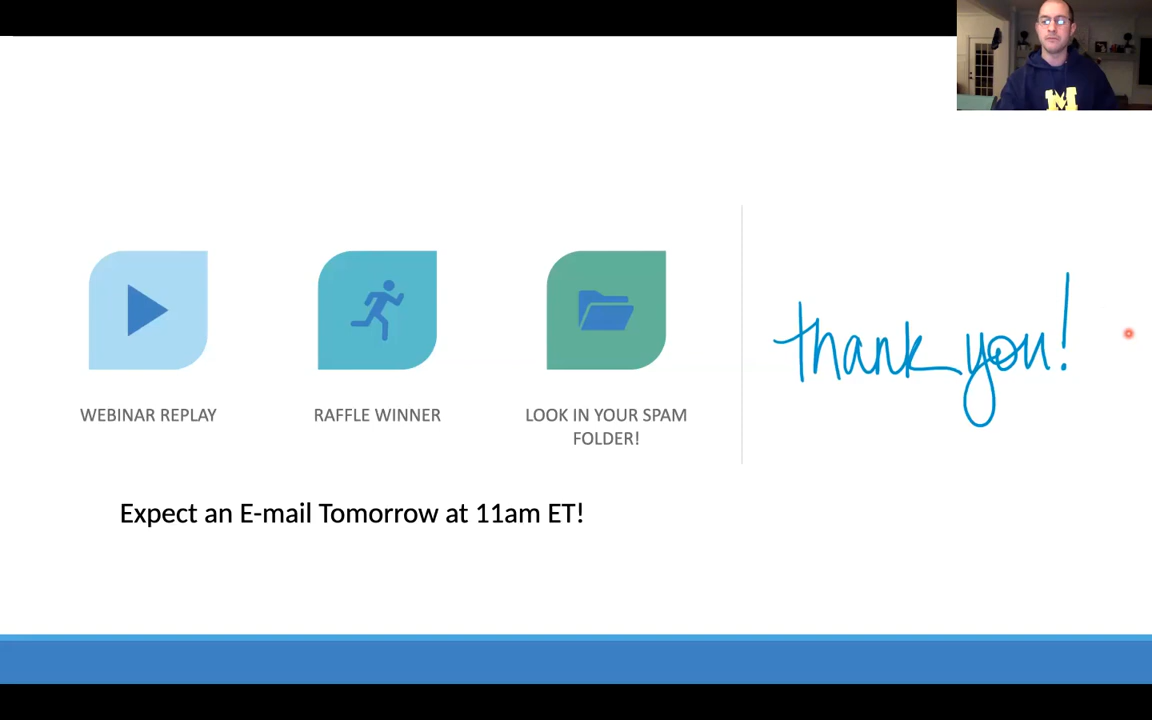 M
WEBINAR REPLAY
RAFFLE WINNER
LOOK IN YOUR SPAM
FOLDER!
thank you!
Expect an E-mail Tomorrow at 11am ET!